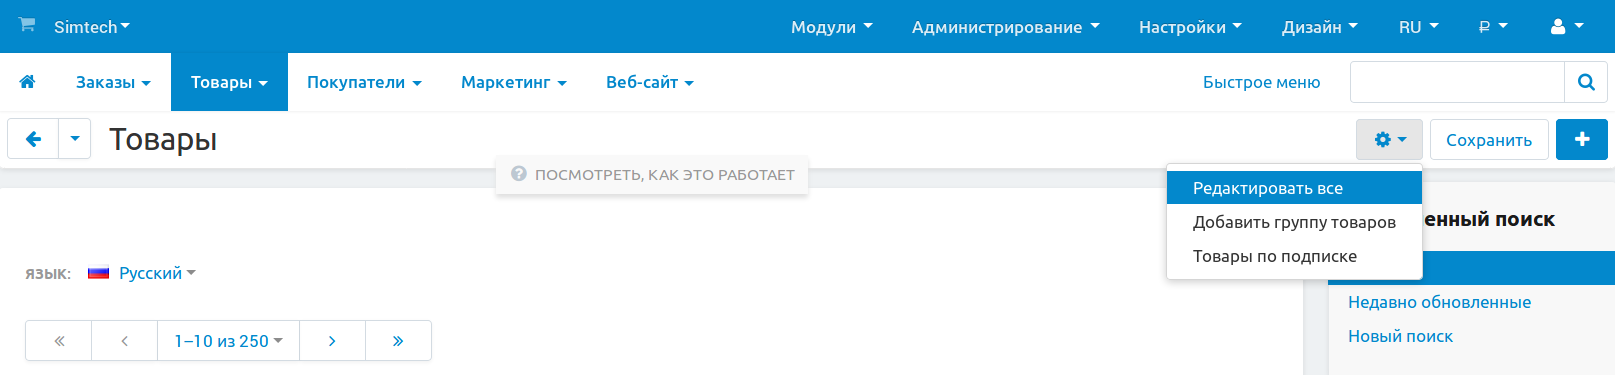 Simtech Модули Администрирование Настройки Дизайн RU ₽
Заказы Товары Покупатели Маркетинг Веб-сайт Быстрое меню
Товары Сохранить
ПОСМОТРЕТЬ, КАК ЭТО РАБОТАЕТ
Редактировать все
Добавить группу товаров
Товары по подписке
енный поиск
Недавно обновленные
Новый поиск
язык: Русский
« ‹ 1–10 из 250 › »